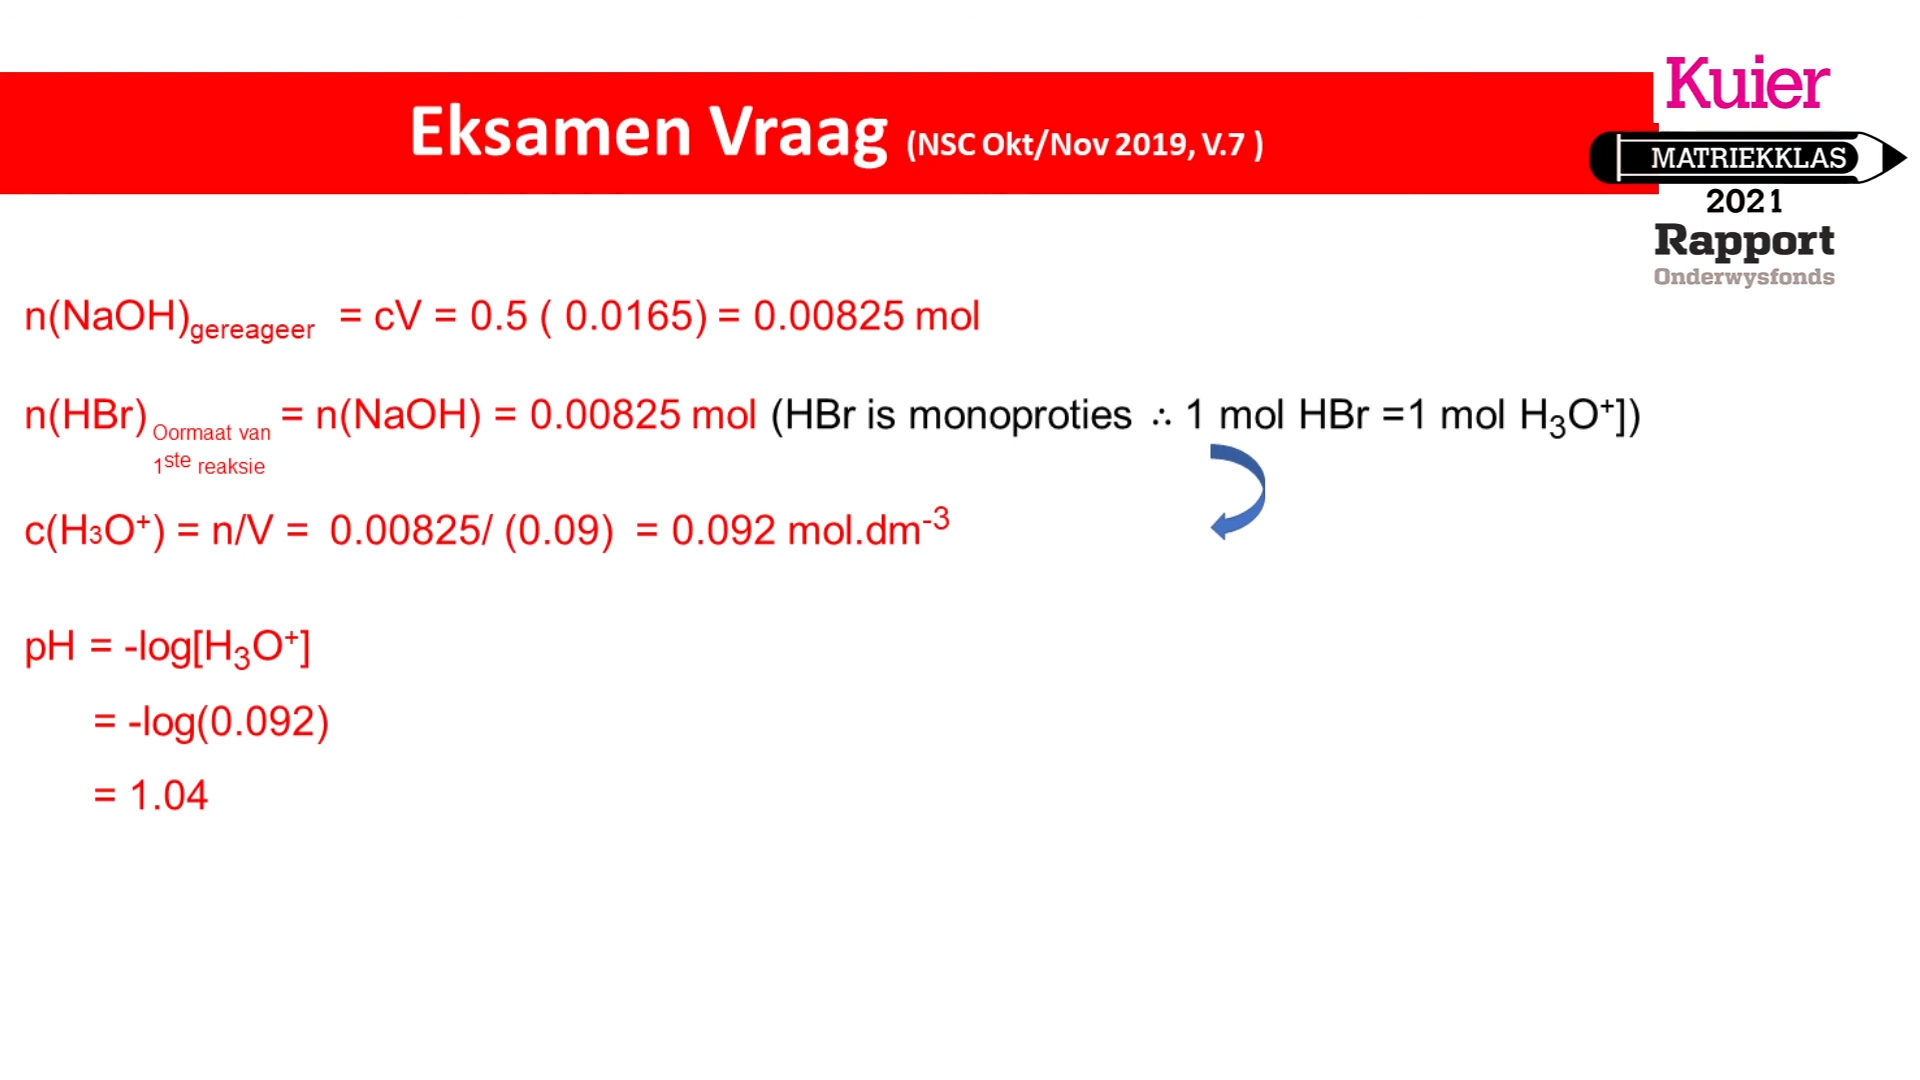 Kuier
Eksamen Vraag (NSC Okt/Nov 2019, V.7 )
MATRIEKKLAS
2021
Rapport
Onderwysfonds
n(NaOH)gereageer = cV = 0.5 ( 0.0165) = 0.00825 mol
n(HBr) Oormaat van 1ste reaksie = n(NaOH) = 0.00825 mol (HBr is monoproties ∴ 1 mol HBr =1 mol H₃O⁺])
c(H₃O⁺) = n/V = 0.00825/ (0.09) = 0.092 mol.dm⁻³
pH = -log[H₃O⁺]
= -log(0.092)
= 1.04